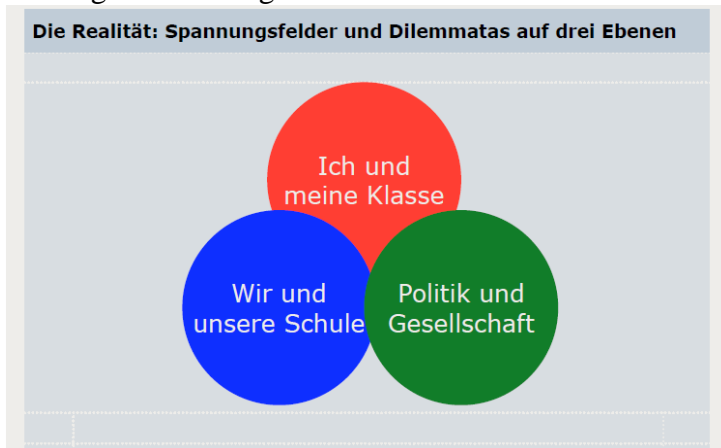 Die Realität: Spannungsfelder und Dilemmatas auf drei Ebenen
Ich und
meine Klasse
Wir und
unsere Schule
Politik und
Gesellschaft